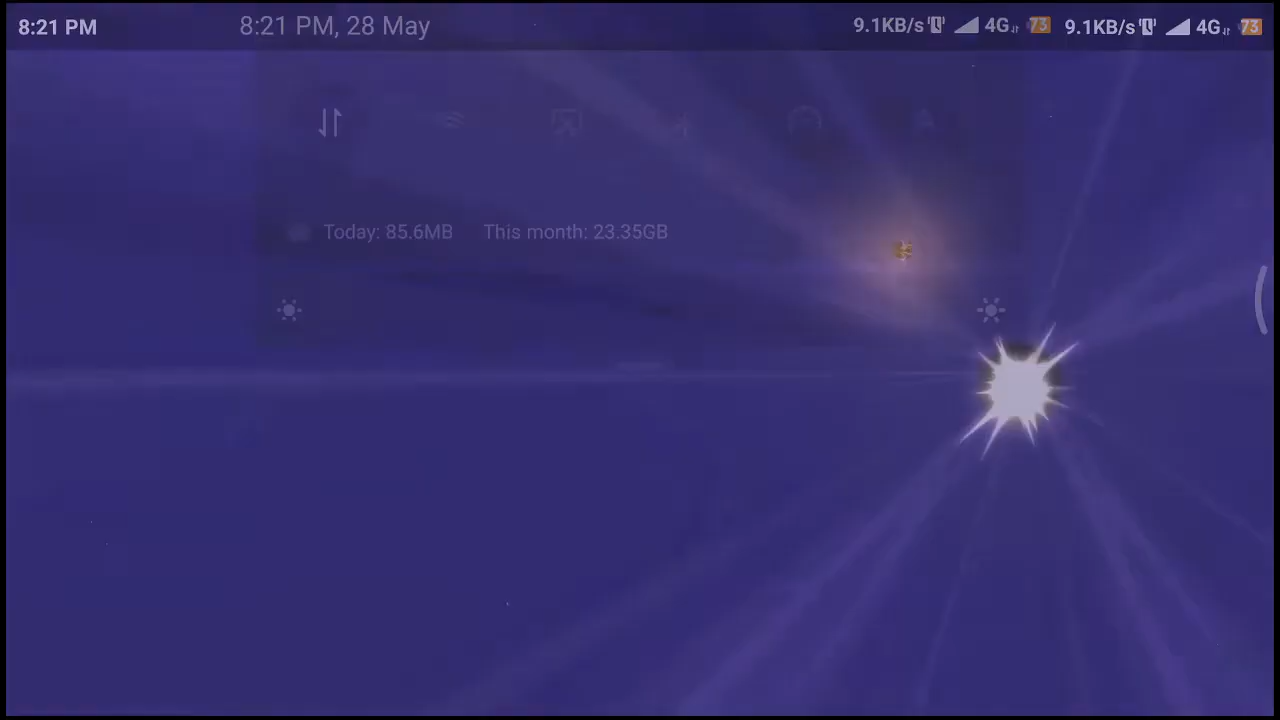 8:21 PM
8:21 PM, 28 May
9.1KB/s 4G 73
9.1KB/s 4G 73
Today: 85.6MB This month: 23.35GB